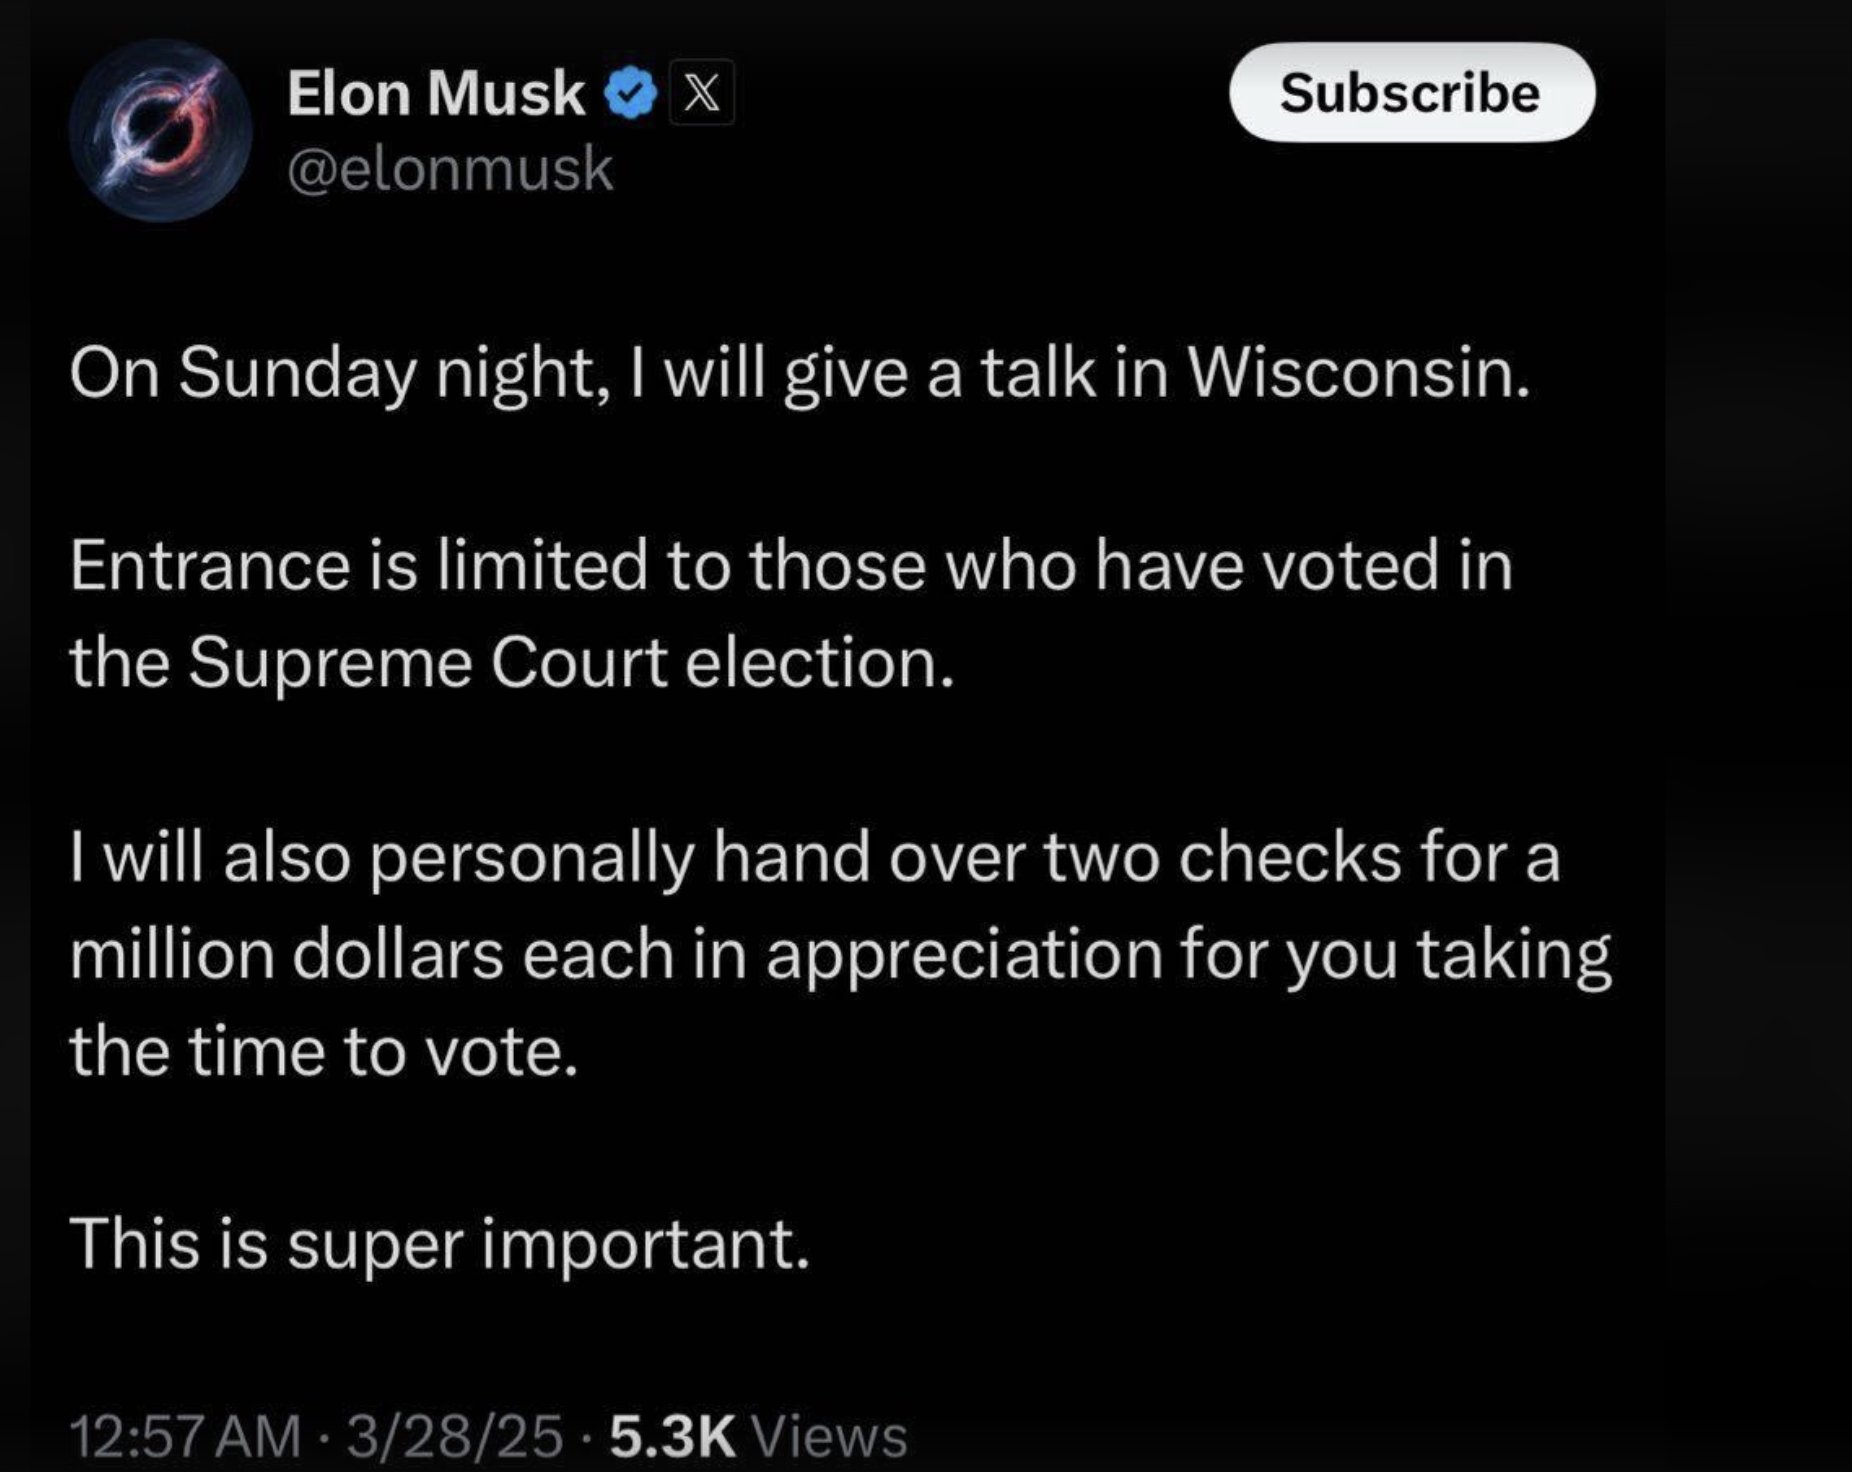 Elon Musk
Subscribe
@elonmusk
On Sunday night, I will give a talk in Wisconsin.
Entrance is limited to those who have voted in
the Supreme Court election.
I will also personally hand over two checks for a
million dollars each in appreciation for you taking
the time to vote.
This is super important.
12:57 AM · 3/28/25 · 5.3K Views